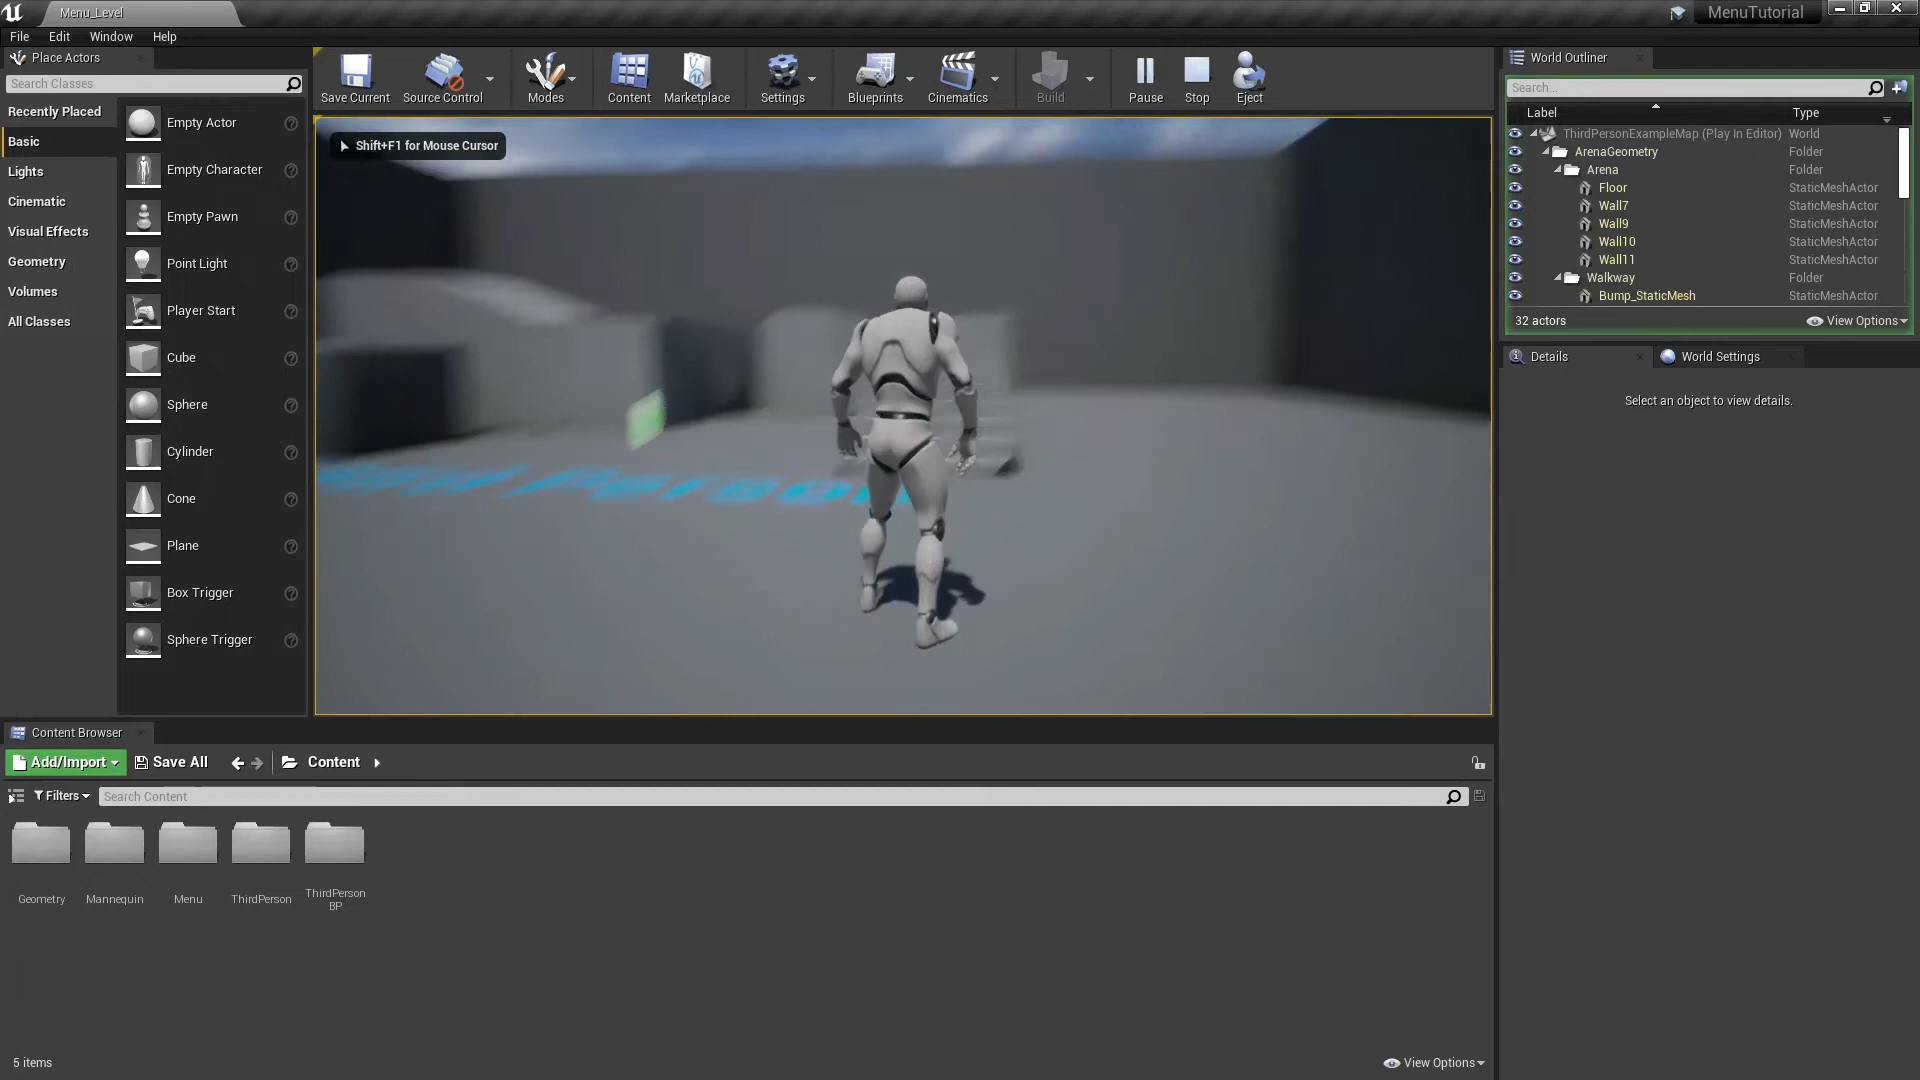 Menu_Level
MenuTutorial
File Edit Window Help
Place Actors
Search Classes
Recently Placed
Basic
Lights
Cinematic
Visual Effects
Geometry
Volumes
All Classes
Empty Actor
Empty Character
Empty Pawn
Point Light
Player Start
Cube
Sphere
Cylinder
Cone
Plane
Box Trigger
Sphere Trigger
Save Current Source Control Modes Content Marketplace Settings Blueprints Cinematics Build Pause Stop Eject
Shift+F1 for Mouse Cursor
World Outliner
Search...
Label Type
ThirdPersonExampleMap (Play In Editor) World
ArenaGeometry Folder
Arena Folder
Floor StaticMeshActor
Wall7 StaticMeshActor
Wall9 StaticMeshActor
Wall10 StaticMeshActor
Wall11 StaticMeshActor
Walkway Folder
Bump_StaticMesh StaticMeshActor
32 actors View Options
Details World Settings
Select an object to view details.
Content Browser
Add/Import Save All Content
Filters Search Content
Geometry Mannequin Menu ThirdPerson ThirdPerson
BP
5 items View Options